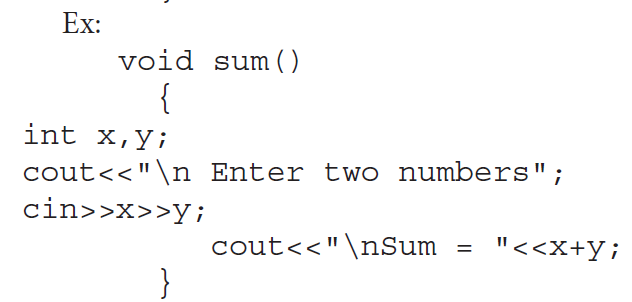 Ex:
void sum()
{
int x,y;
cout<<"\n Enter two numbers";
cin>>x>>y;
cout<<"\nSum = "<<x+y;
}